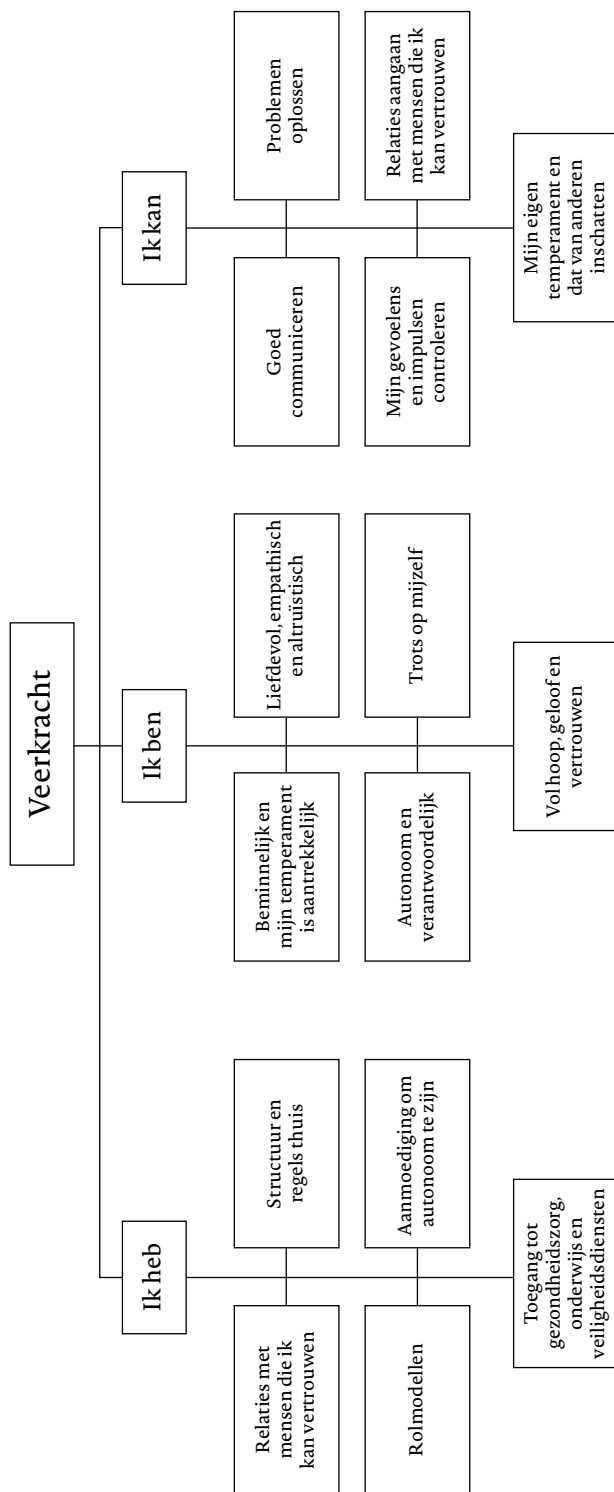 Veerkracht
Ik heb
Relaties met
mensen die ik
kan vertrouwen
Structuur en
regels thuis
Rolmodellen
Aanmoediging om
autonoom te zijn
Toegang tot
gezondheidszorg,
onderwijs en
veiligheidsdiensten
Ik ben
Beminnelijk en
mijn temperament
is aantrekkelijk
Liefdevol, empathisch
en altruïstisch
Autonoom en
verantwoordelijk
Trots op mijzelf
Vol hoop, geloof en
vertrouwen
Ik kan
Goed
communiceren
Problemen
oplossen
Mijn gevoelens
en impulsen
controleren
Relaties aangaan
met mensen die ik
kan vertrouwen
Mijn eigen
temperament en
dat van anderen
inschatten